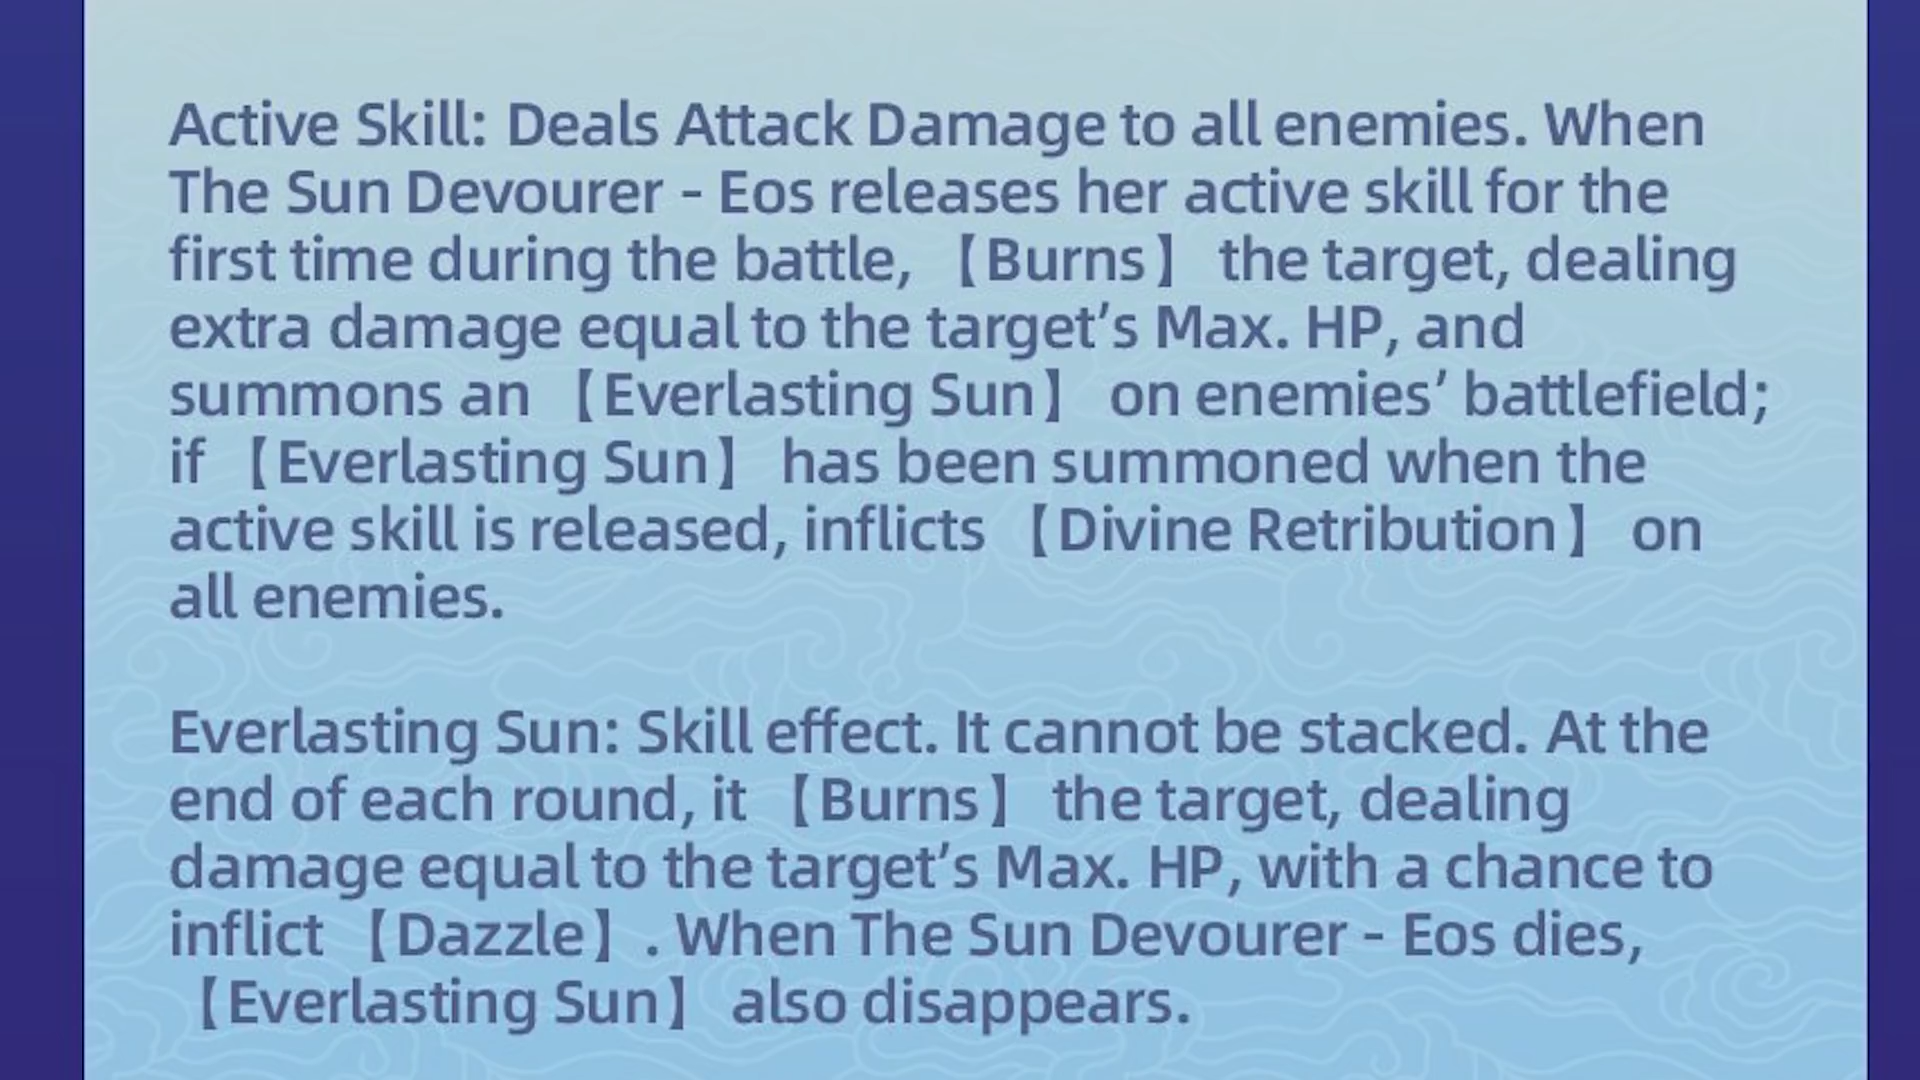 Active Skill: Deals Attack Damage to all enemies. When
The Sun Devourer - Eos releases her active skill for the
first time during the battle, 【Burns】 the target, dealing
extra damage equal to the target’s Max. HP, and
summons an 【Everlasting Sun】 on enemies’ battlefield;
if 【Everlasting Sun】 has been summoned when the
active skill is released, inflicts 【Divine Retribution】 on
all enemies.
Everlasting Sun: Skill effect. It cannot be stacked. At the
end of each round, it 【Burns】 the target, dealing
damage equal to the target’s Max. HP, with a chance to
inflict 【Dazzle】. When The Sun Devourer - Eos dies,
【Everlasting Sun】 also disappears.